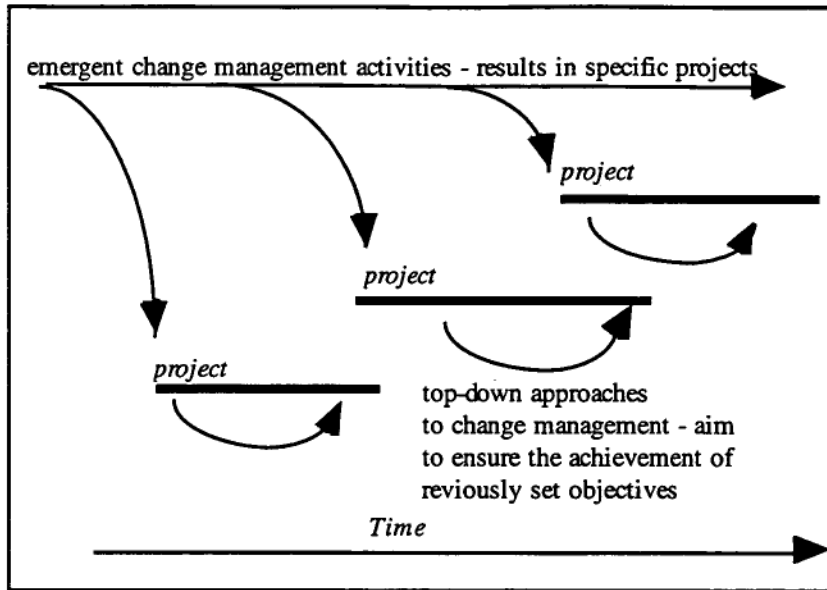 emergent change management activities - results in specific projects
project
project
project
top-down approaches
to change management - aim
to ensure the achievement of
reviously set objectives
Time